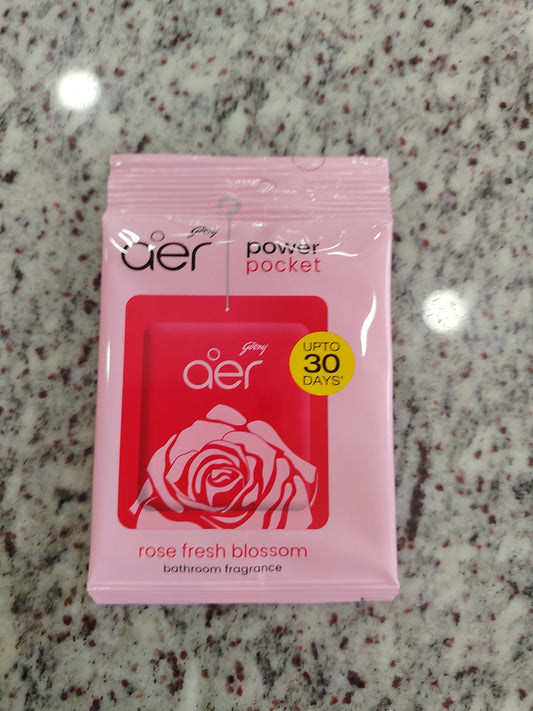 Godrej
aer
power
pocket
Godrej
aer
UPTO
30
DAYS*
rose fresh blossom
bathroom fragrance